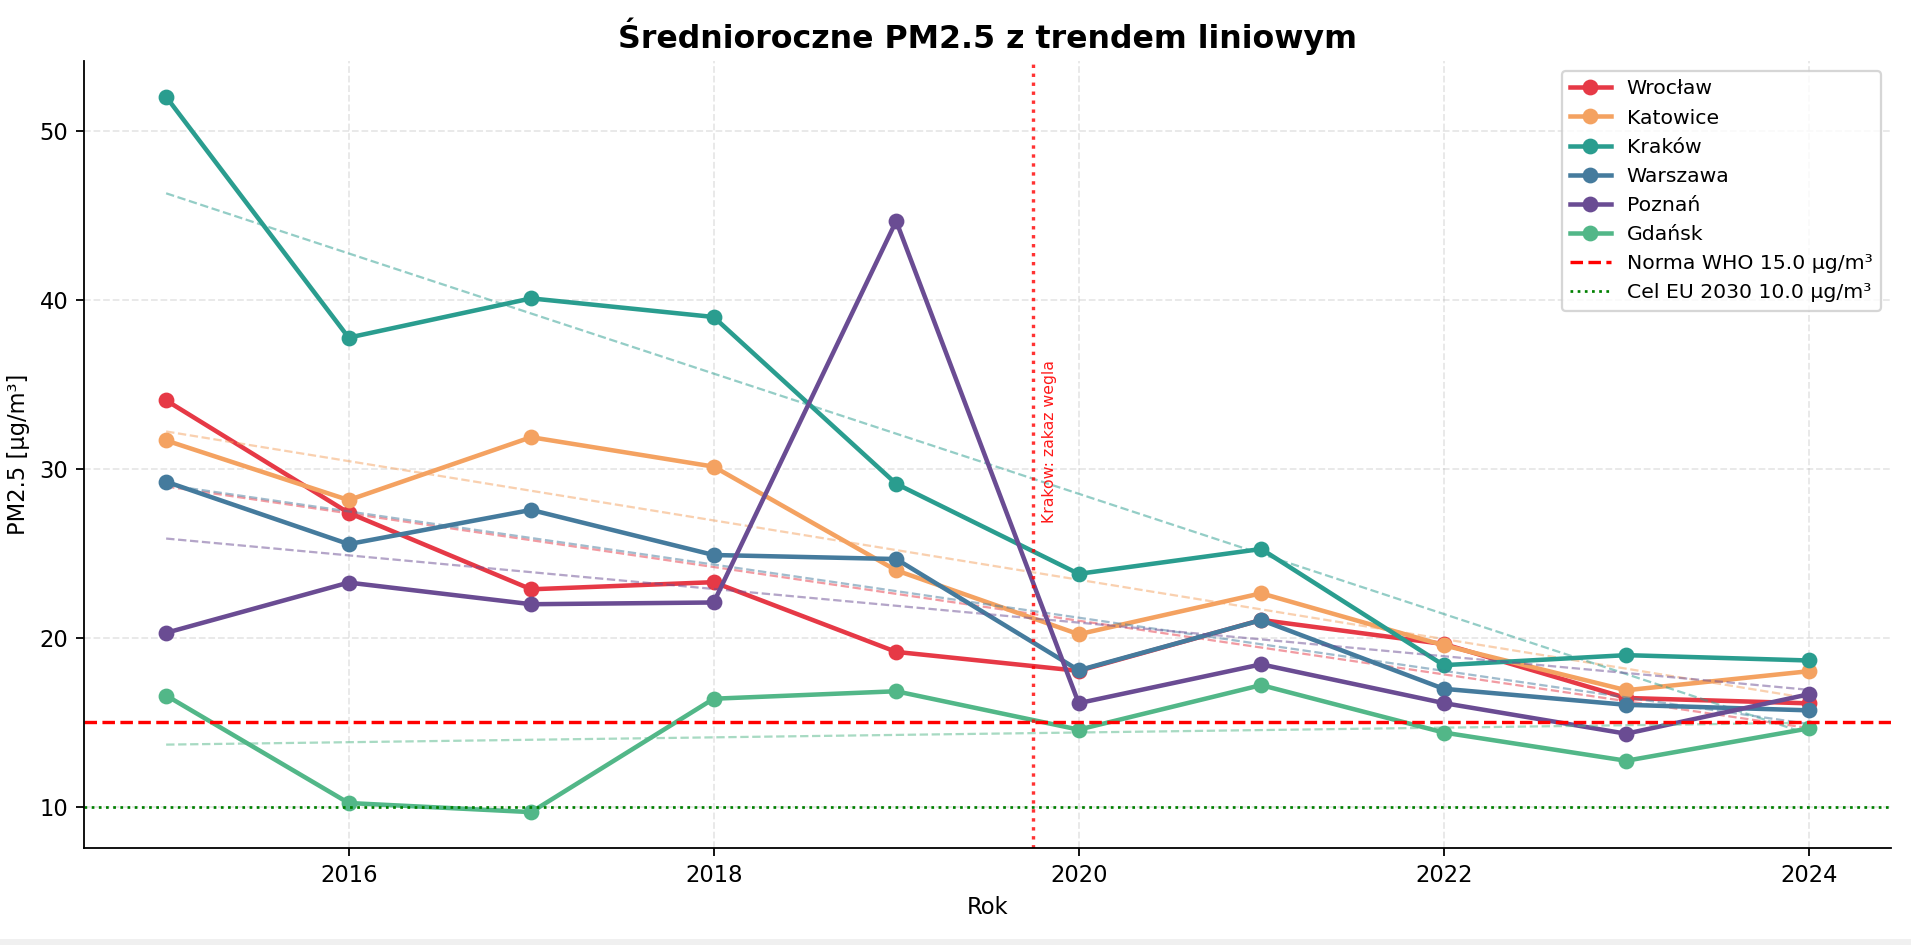 Średnioroczne PM2.5 z trendem liniowym
Wrocław
Katowice
Kraków
Warszawa
Poznań
Gdańsk
Norma WHO 15.0 µg/m³
Cel EU 2030 10.0 µg/m³
PM2.5 [µg/m³]
50
40
30
20
10
Kraków: zakaz wegla
2016
2018
2020
2022
2024
Rok